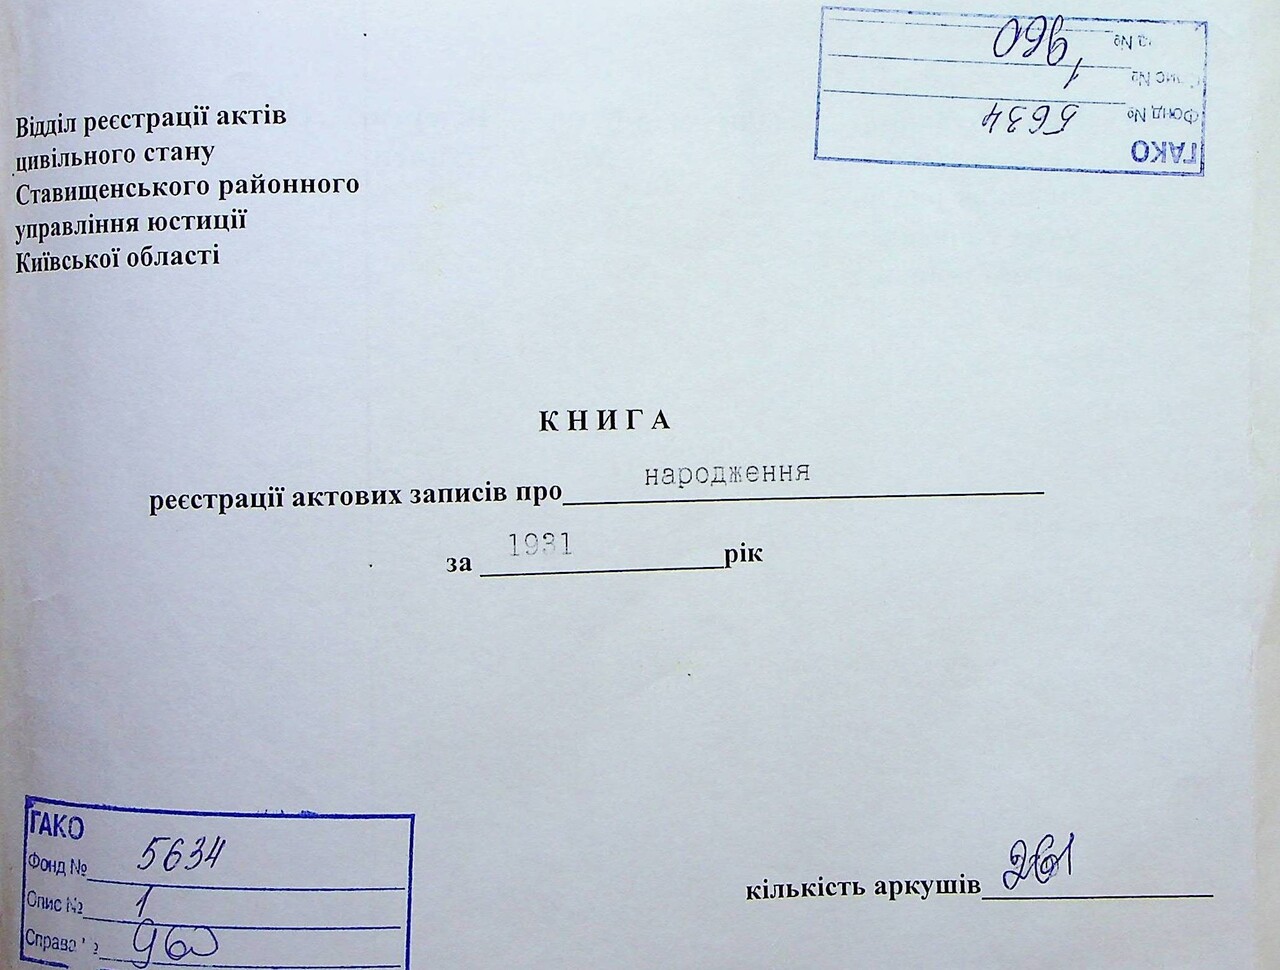 Відділ реєстрації актів
цивільного стану
Ставищенського районного
управління юстиції
Київської області
960
1
Опис №
5634
Фонд №
ГАКО
КНИГА
реєстрації актових записів про народження
за 1931 рік
ГАКО
Фонд № 5634
Опис № 1
Справа № 960
кількість аркушів 261